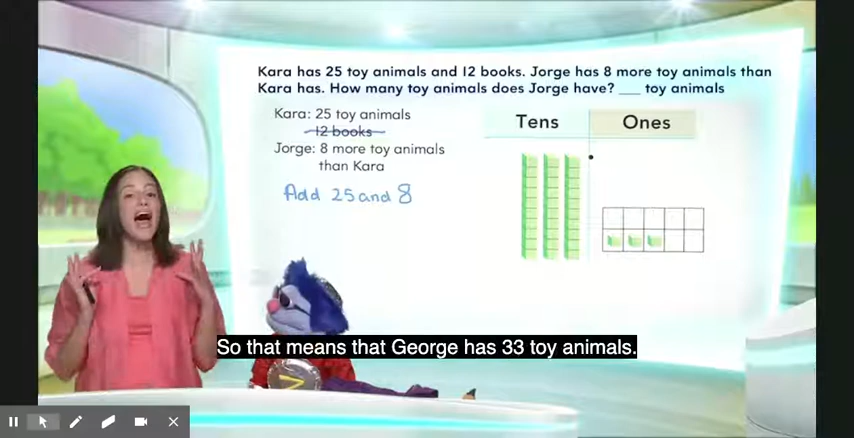 Kara has 25 toy animals and 12 books. Jorge has 8 more toy animals than
Kara has. How many toy animals does Jorge have? ___ toy animals
Kara: 25 toy animals
12 books
Jorge: 8 more toy animals
than Kara
Add 25 and 8
Tens
Ones
So that means that George has 33 toy animals.